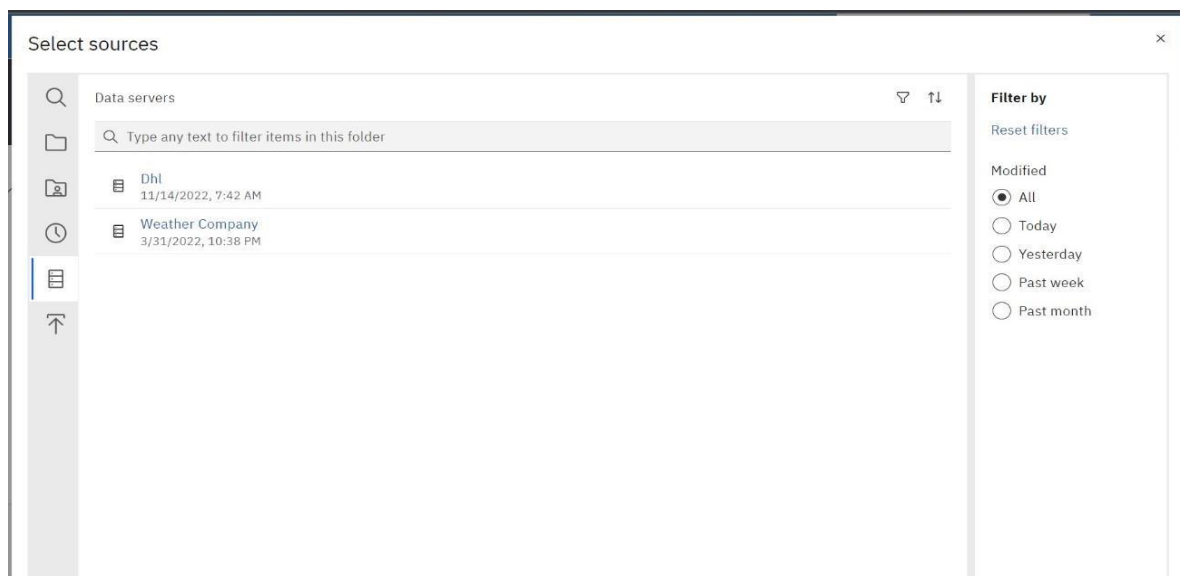 Select sources
Data servers
Type any text to filter items in this folder
Dhl
11/14/2022, 7:42 AM
Weather Company
3/31/2022, 10:38 PM
Filter by
Reset filters
Modified
All
Today
Yesterday
Past week
Past month